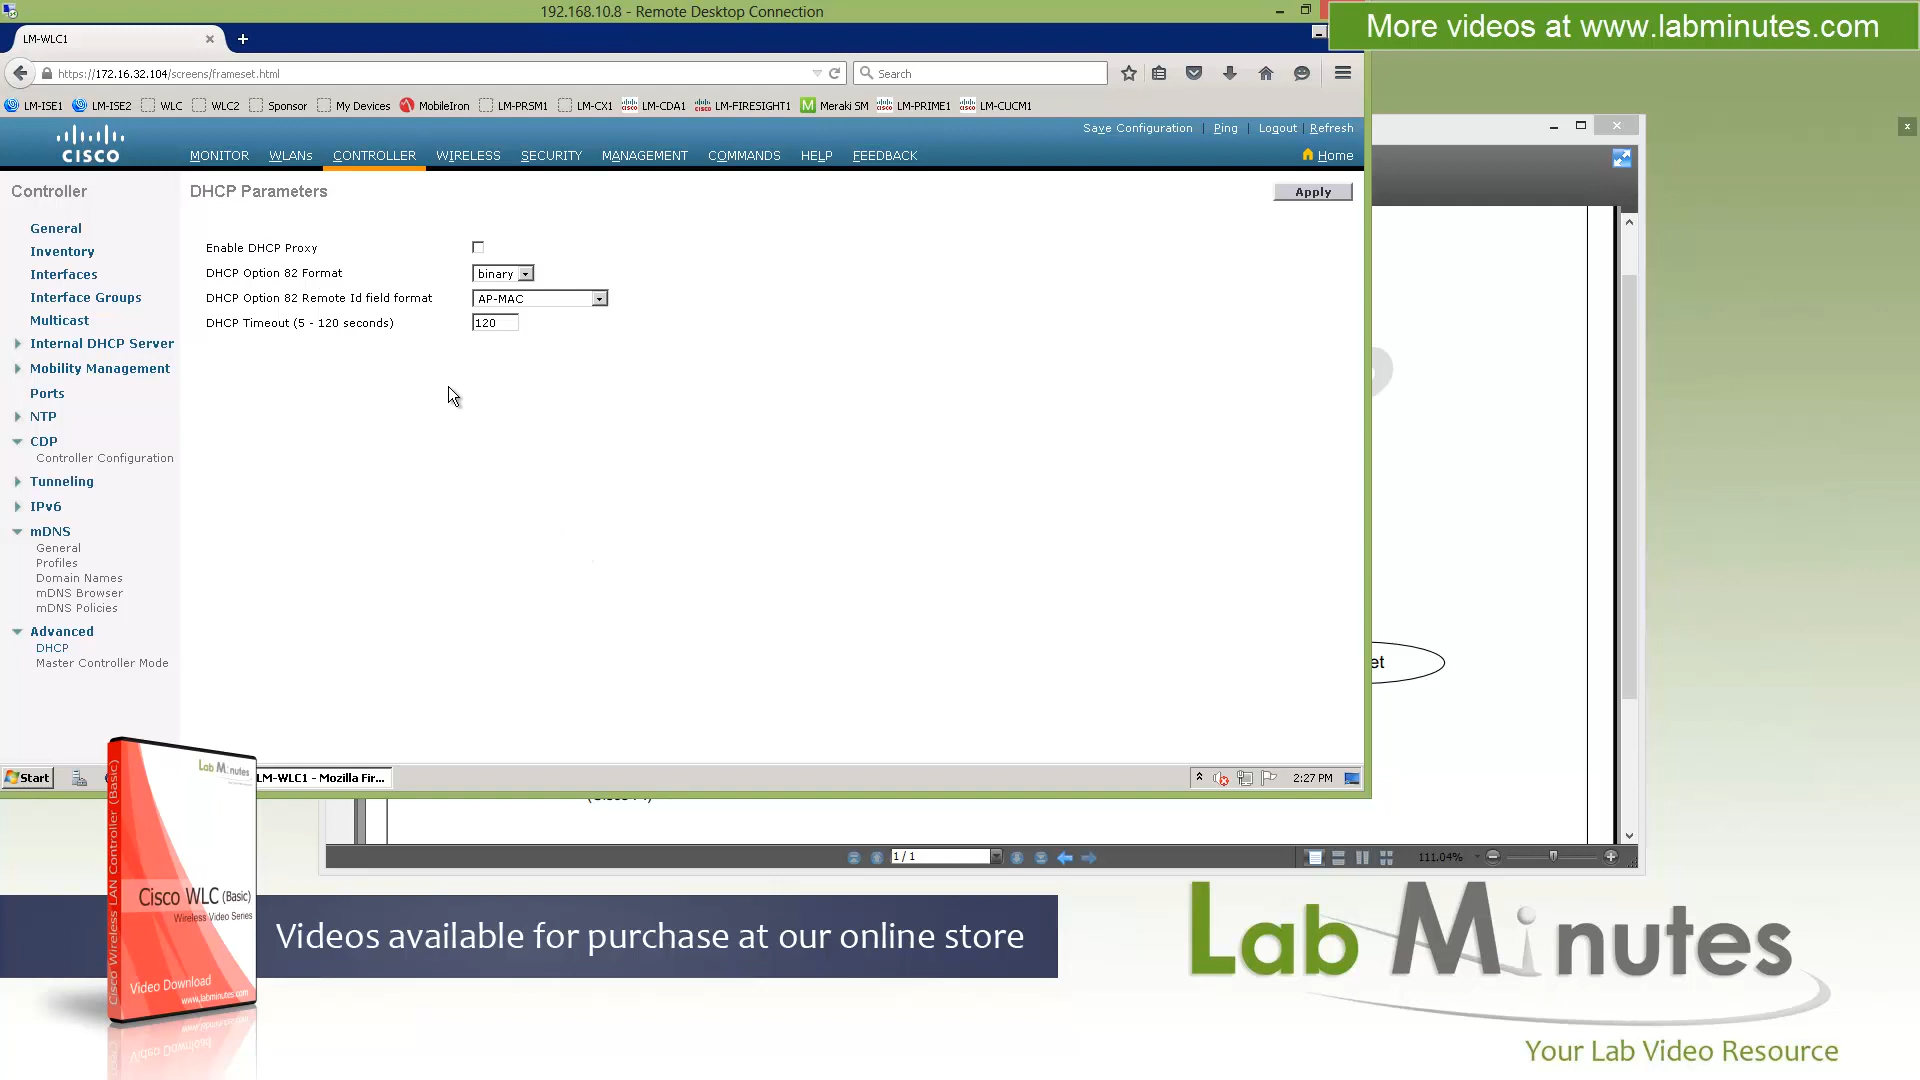 192.168.10.8 - Remote Desktop Connection
More videos at www.labminutes.com
LM-WLC1
https://172.16.32.104/screens/frameset.html
Search
LM-ISE1 LM-ISE2 WLC WLC2 Sponsor My Devices MobileIron LM-PRSM1 LM-CX1 LM-CDA1 LM-FIRESIGHT1 Meraki SM LM-PRIME1 LM-CUCM1
Save Configuration | Ping | Logout | Refresh
CISCO
MONITOR WLANs CONTROLLER WIRELESS SECURITY MANAGEMENT COMMANDS HELP FEEDBACK Home
Controller
General
Inventory
Interfaces
Interface Groups
Multicast
Internal DHCP Server
Mobility Management
Ports
NTP
CDP
Controller Configuration
Tunneling
IPv6
mDNS
General
Profiles
Domain Names
mDNS Browser
mDNS Policies
Advanced
DHCP
Master Controller Mode
DHCP Parameters
Apply
Enable DHCP Proxy
DHCP Option 82 Format binary
DHCP Option 82 Remote Id field format AP-MAC
DHCP Timeout (5 - 120 seconds) 120
et
Start
LM-WLC1 - Mozilla Fir...
2:27 PM
1 / 1
111.04%
Cisco Wireless LAN Controller (Basic)
Lab Minutes
Cisco WLC (Basic)
Wireless Video Series
Video Download
www.labminutes.com
Videos available for purchase at our online store
Lab Minutes
Your Lab Video Resource